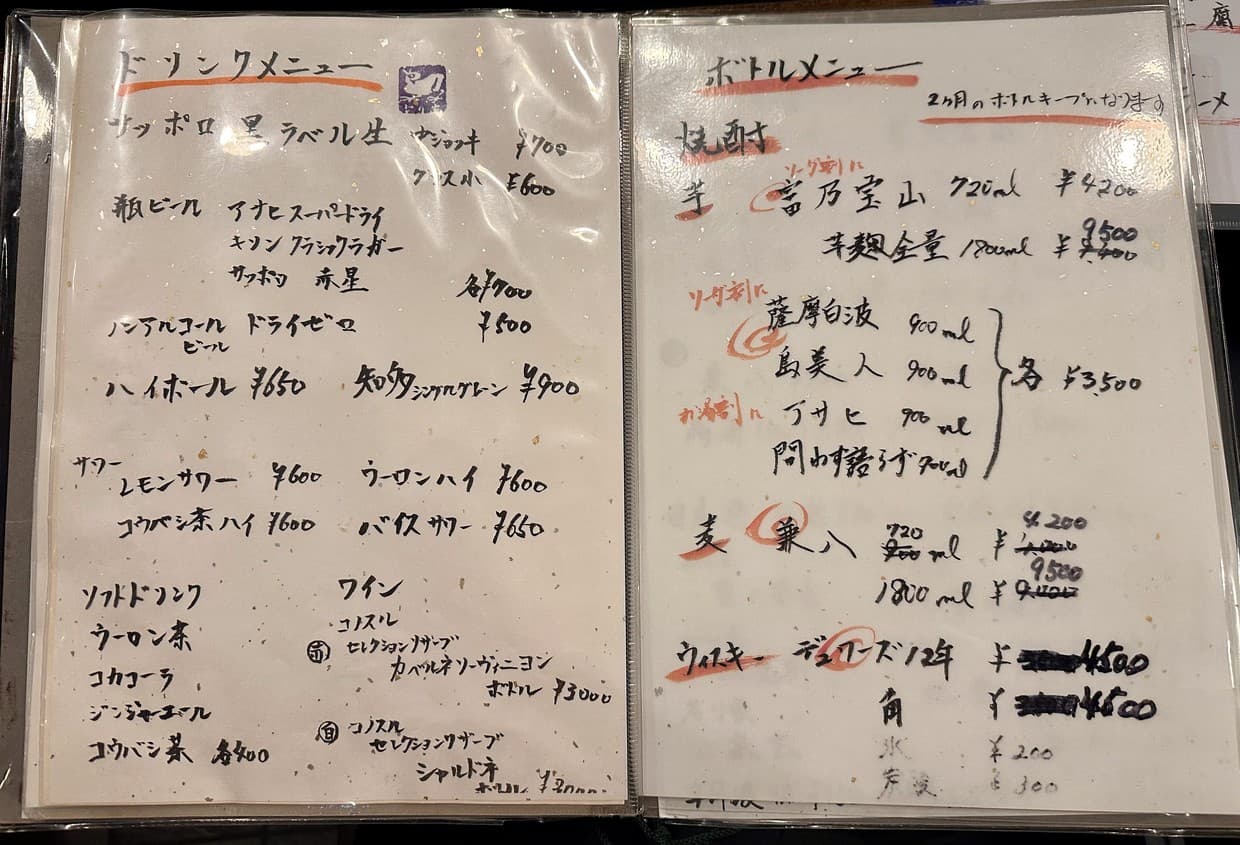 ドリンクメニュー
サッポロ 黒ラベル生 中ジョッキ ¥700
グラス小 ¥600
瓶ビール アサヒスーパードライ
キリンクラシックラガー
サッポロ 赤星 各¥700
ノンアルコールビール ドライゼロ ¥500
ハイボール ¥650 知多シングルグレーン ¥900
サワー
レモンサワー ¥600 ウーロンハイ ¥600
コウバシ茶ハイ ¥600 バイスサワー ¥650
ソフトドリンク
ウーロン茶
コカコーラ
ジンジャーエール
コウバシ茶 各400
ワイン
コノスル
赤 セレクションリザーブ
カベルネソーヴィニヨン
ボトル ¥3000
白 コノスル
セレクションリザーブ
シャルドネ
ボトル ¥3000
ボトルメニュー
2ヶ月のボトルキープになります
焼酎
ソーダ割に
芋 富乃宝山 720ml ¥4200
芋麹全量 1800ml ¥9500
ソーダ割に
薩摩白波 900ml
島美人 900ml
各 ¥3,500
お湯割に
アサヒ 900ml
問わず語らず 900ml
麦 兼八 720ml ¥4200
1800ml ¥9500
ウィスキー デュワーズ12年 ¥4500
角 ¥4500
氷 ¥200
炭酸 ¥300
腐